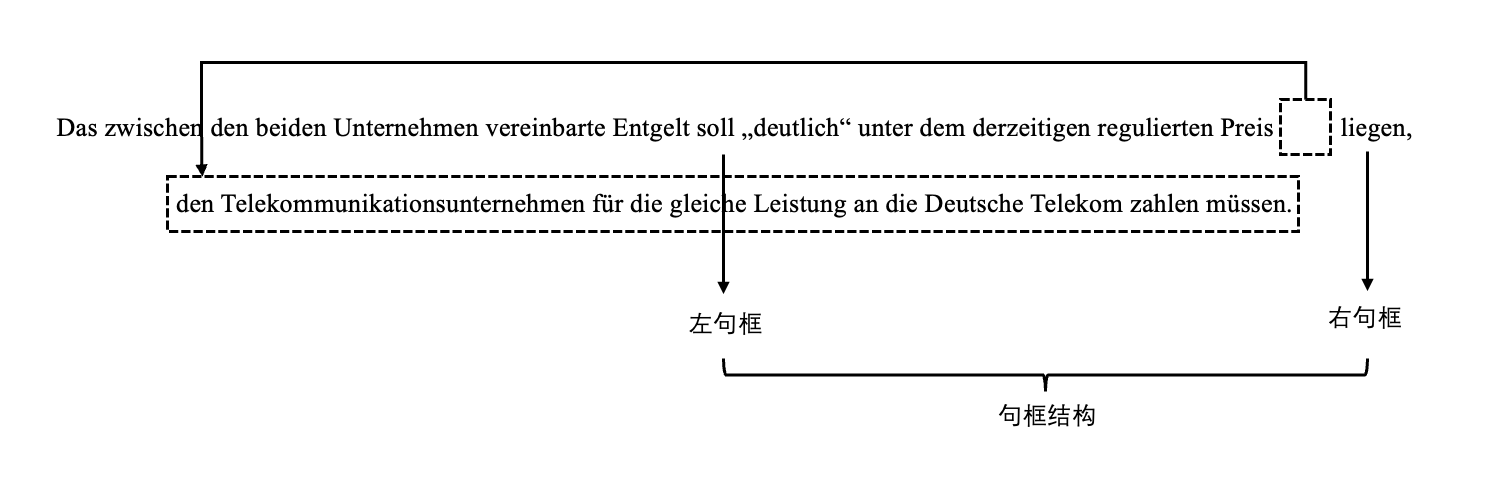 Das zwischen den beiden Unternehmen vereinbarte Entgelt soll „deutlich“ unter dem derzeitigen regulierten Preis liegen,
den Telekommunikationsunternehmen für die gleiche Leistung an die Deutsche Telekom zahlen müssen.
左句框
右句框
句框结构